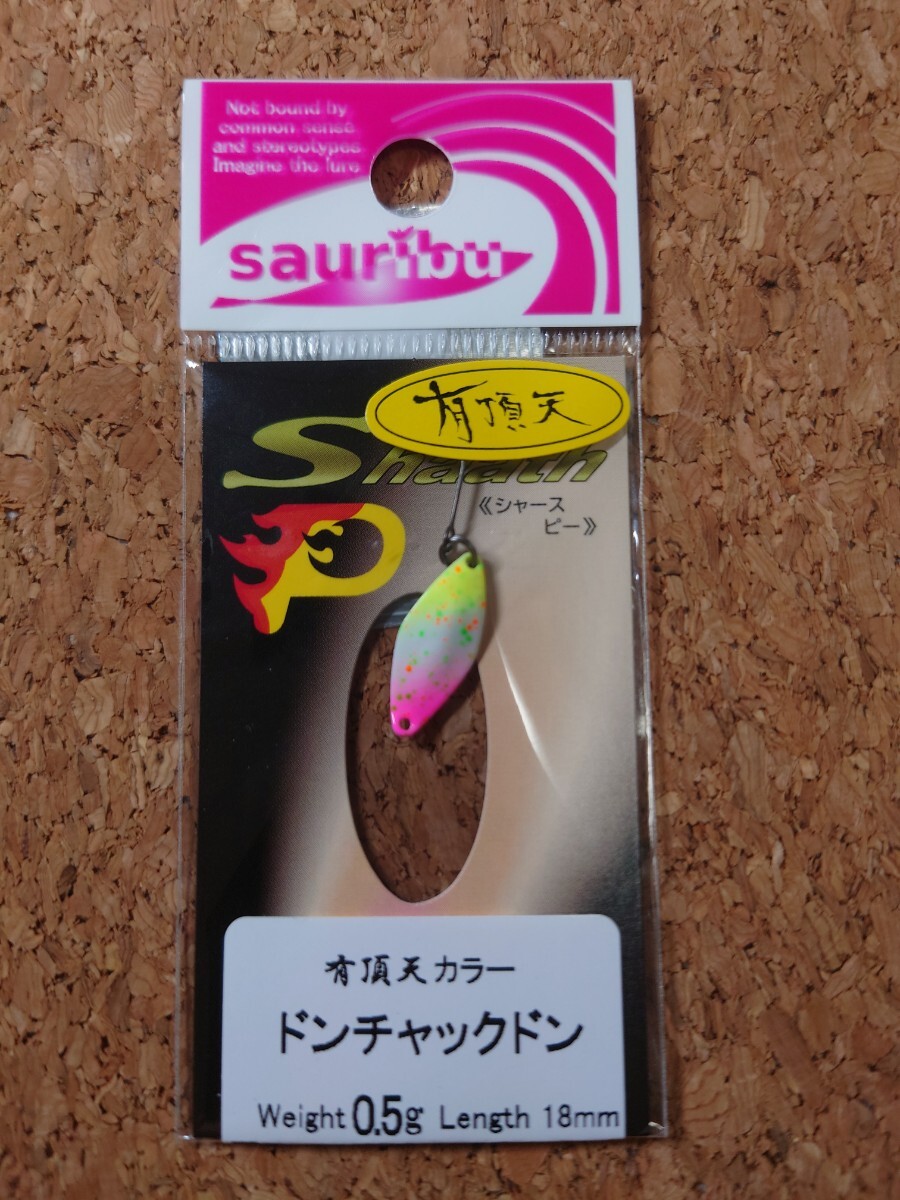 Not bound by
common sense
and stereotypes
Imagine the lure
sauribu
有頂天
Shaath
P
《シャース
ピー》
有頂天カラー
ドンチャックドン
Weight 0.5g Length 18mm